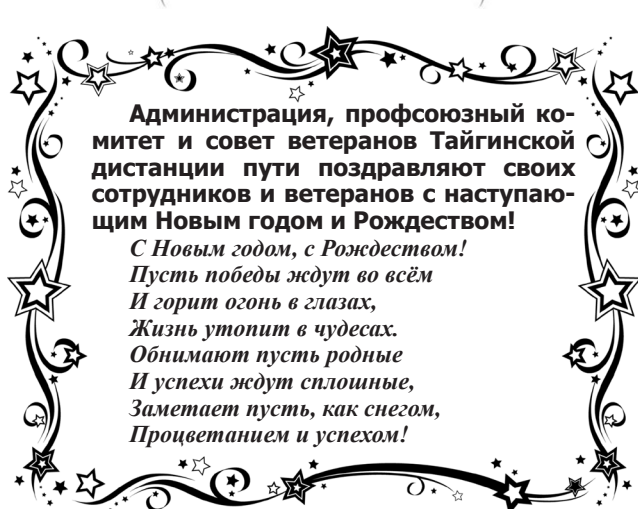 Администрация, профсоюзный ко-
митет и совет ветеранов Тайгинской
дистанции пути поздравляют своих
сотрудников и ветеранов с наступаю-
щим Новым годом и Рождеством!
С Новым годом, с Рождеством!
Пусть победы ждут во всём
И горит огонь в глазах,
Жизнь утопит в чудесах.
Обнимают пусть родные
И успехи ждут сплошные,
Заметает пусть, как снегом,
Процветанием и успехом!